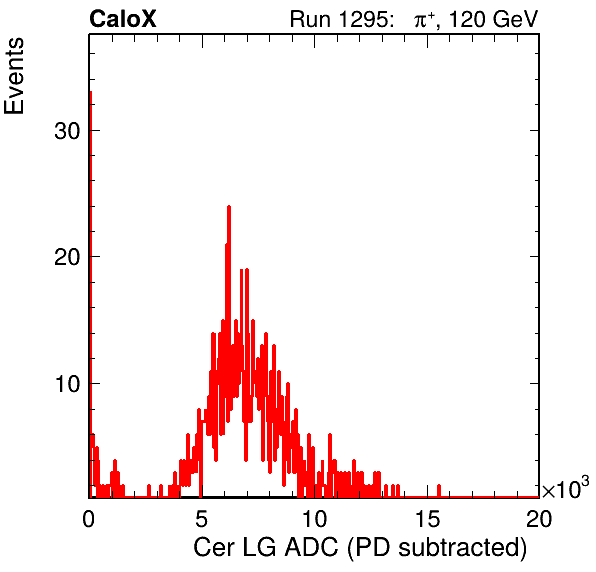 CaloX Run 1295: π⁺, 120 GeV
Events
30
20
10
0 5 10 15 20
×10³
Cer LG ADC (PD subtracted)